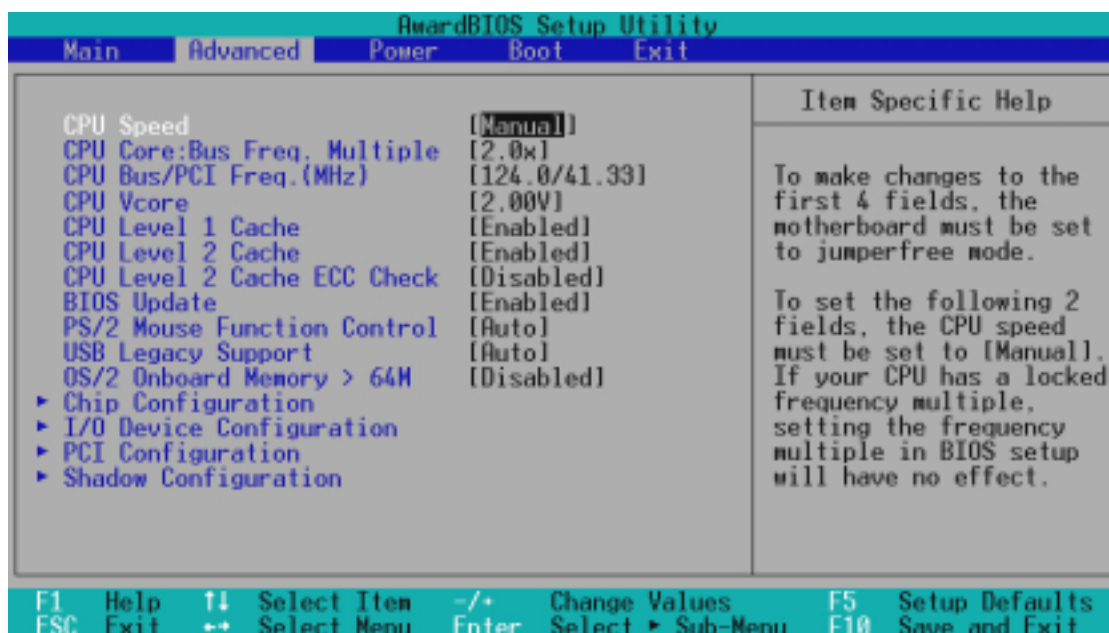 AwardBIOS Setup Utility
Main Advanced Power Boot Exit
CPU Speed [Manual]
CPU Core:Bus Freq. Multiple [2.0x]
CPU Bus/PCI Freq.(MHz) [124.0/41.33]
CPU Vcore [2.00V]
CPU Level 1 Cache [Enabled]
CPU Level 2 Cache [Enabled]
CPU Level 2 Cache ECC Check [Disabled]
BIOS Update [Enabled]
PS/2 Mouse Function Control [Auto]
USB Legacy Support [Auto]
OS/2 Onboard Memory > 64M [Disabled]
► Chip Configuration
► I/O Device Configuration
► PCI Configuration
► Shadow Configuration
Item Specific Help
To make changes to the
first 4 fields, the
motherboard must be set
to jumperfree mode.
To set the following 2
fields, the CPU speed
must be set to [Manual].
If your CPU has a locked
frequency multiple,
setting the frequency
multiple in BIOS setup
will have no effect.
F1 Help ↑↓ Select Item -/+ Change Values F5 Setup Defaults
ESC Exit ←→ Select Menu Enter Select ► Sub-Menu F10 Save and Exit